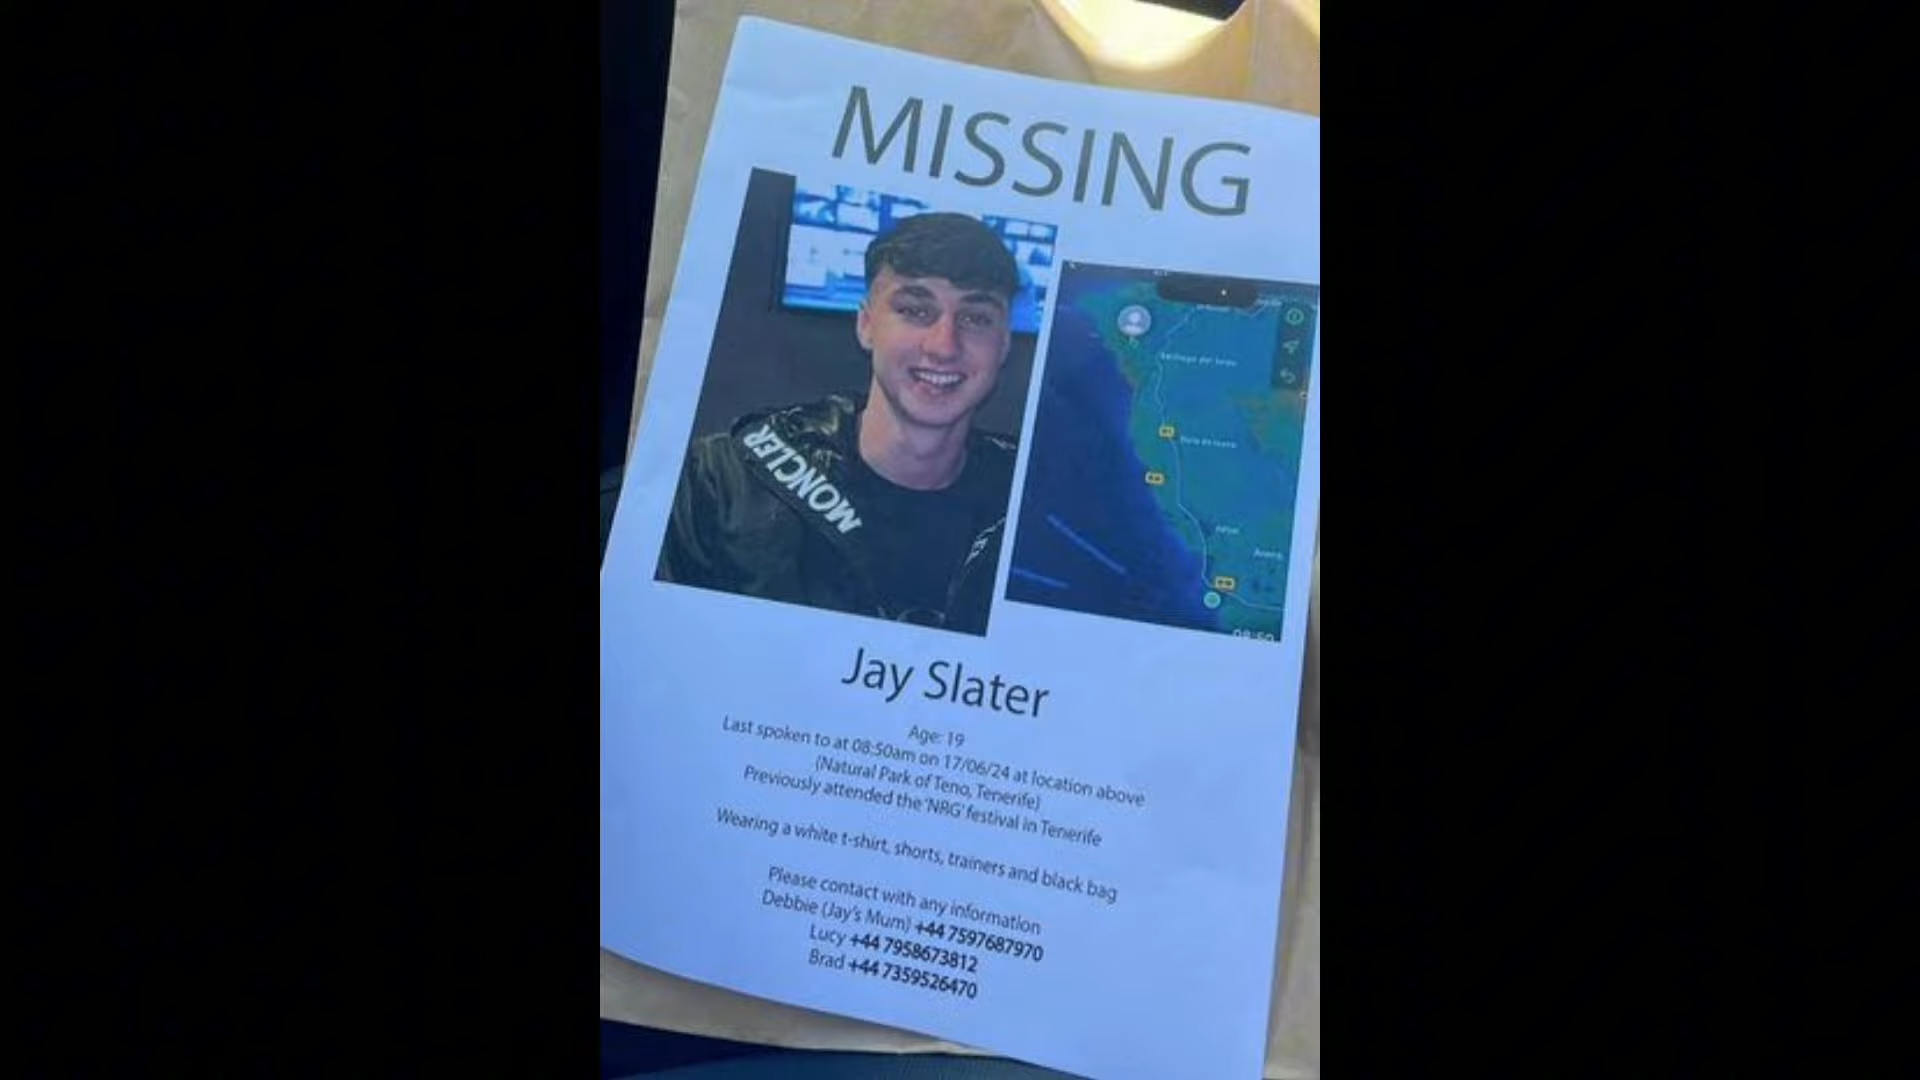 MISSING
MONCLER
08:50
Jay Slater
Age: 19
Last spoken to at 08:50am on 17/06/24 at location above
(Natural Park of Teno, Tenerife)
Previously attended the 'NRG' festival in Tenerife
Wearing a white t-shirt, shorts, trainers and black bag
Please contact with any information
Debbie (Jay's Mum) +44 7597687970
Lucy +44 7958673812
Brad +44 7359526470